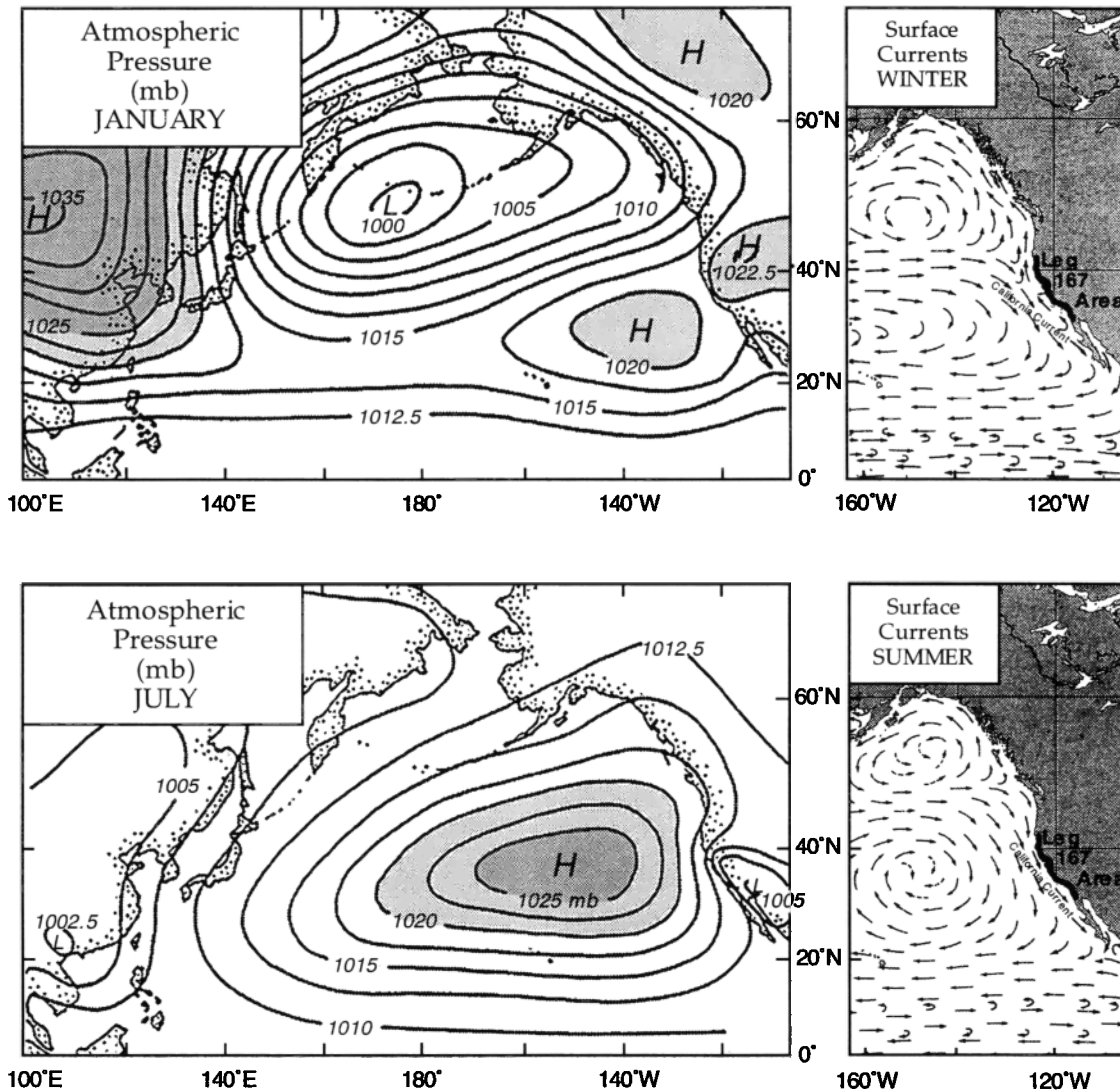 Atmospheric
Pressure
(mb)
JANUARY
H
1020
1035
H
L
1000
1005
1010
H
1022.5
1025
1015
H
1020
1015
1012.5
60°N
40°N
20°N
0°
100°E
140°E
180°
140°W
Surface
Currents
WINTER
Leg
167
Area
California Current
160°W
120°W
Atmospheric
Pressure
(mb)
JULY
1012.5
1005
H
1025 mb
L
1005
1020
1002.5
L
1015
1010
60°N
40°N
20°N
0°
100°E
140°E
180°
140°W
Surface
Currents
SUMMER
Leg
167
Area
California Current
160°W
120°W